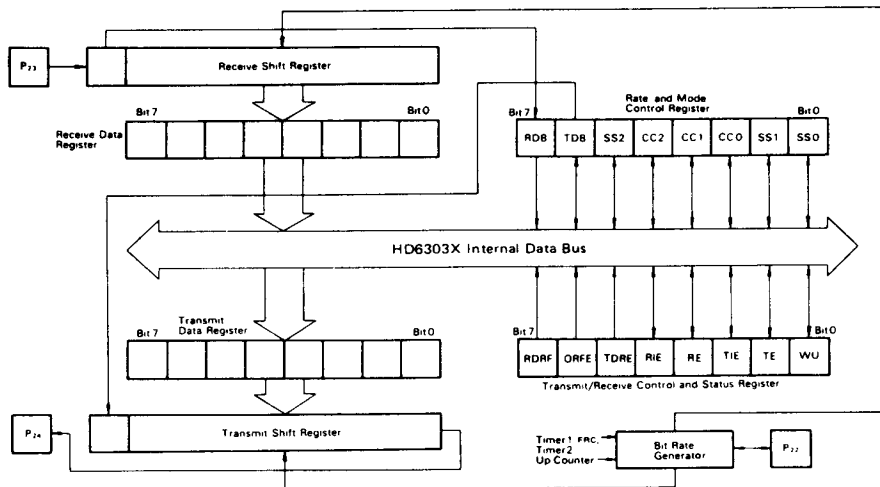 P₂₃
Receive Shift Register
Bit 7
Bit 0
Receive Data
Register
Rate and Mode
Control Register
Bit 7
Bit 0
RD8 TD8 SS2 CC2 CC1 CC0 SS1 SS0
HD6303X Internal Data Bus
Transmit
Data Register
Bit 7
Bit 0
Bit 7
Bit 0
RDRF ORFE TDRE RIE RE TIE TE WU
Transmit/Receive Control and Status Register
P₂₄
Transmit Shift Register
Timer1 FRC,
Timer2
Up Counter
Bit Rate
Generator
P₂₂